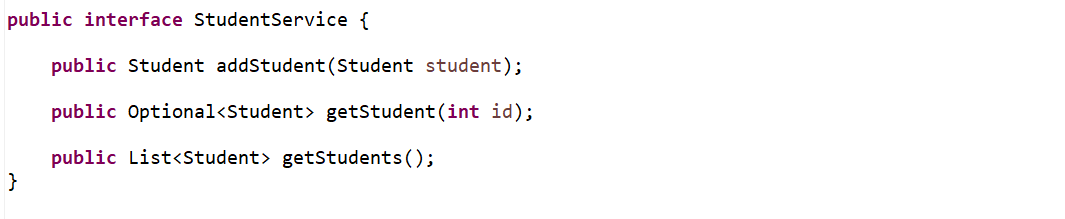 public interface StudentService {
public Student addStudent(Student student);
public Optional<Student> getStudent(int id);
public List<Student> getStudents();
}